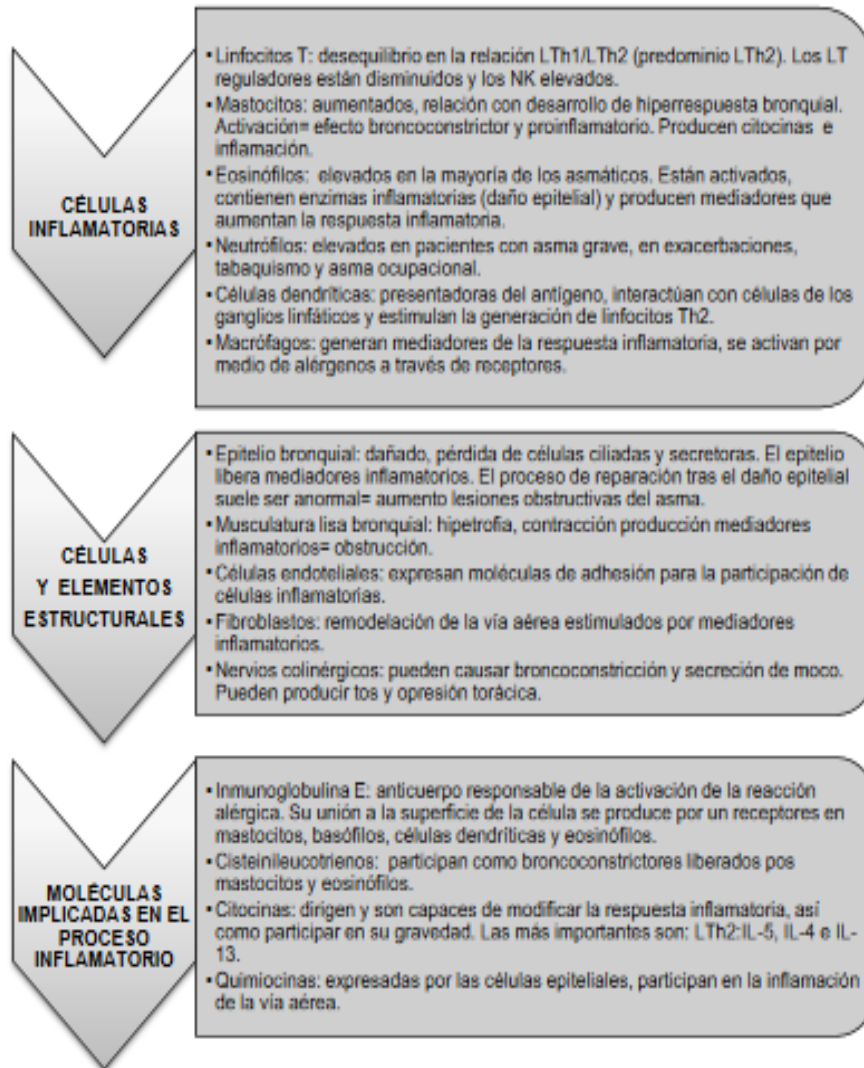 CÉLULAS
INFLAMATORIAS
• Linfocitos T: desequilibrio en la relación LTh1/LTh2 (predominio LTh2). Los LT
reguladores están disminuidos y los NK elevados.
• Mastocitos: aumentados, relación con desarrollo de hiperrespuesta bronquial.
Activación= efecto broncoconstrictor y proinflamatorio. Producen citocinas e
inflamación.
• Eosinófilos: elevados en la mayoría de los asmáticos. Están activados,
contienen enzimas inflamatorias (daño epitelial) y producen mediadores que
aumentan la respuesta inflamatoria.
• Neutrófilos: elevados en pacientes con asma grave, en exacerbaciones,
tabaquismo y asma ocupacional.
• Células dendríticas: presentadoras del antígeno, interactúan con células de los
ganglios linfáticos y estimulan la generación de linfocitos Th2.
• Macrófagos: generan mediadores de la respuesta inflamatoria, se activan por
medio de alérgenos a través de receptores.
CÉLULAS
Y ELEMENTOS
ESTRUCTURALES
• Epitelio bronquial: dañado, pérdida de células ciliadas y secretoras. El epitelio
libera mediadores inflamatorios. El proceso de reparación tras el daño epitelial
suele ser anormal= aumento lesiones obstructivas del asma.
• Musculatura lisa bronquial: hipetrofia, contracción producción mediadores
inflamatorios= obstrucción.
• Células endoteliales: expresan moléculas de adhesión para la participación de
células inflamatorias.
• Fibroblastos: remodelación de la vía aérea estimulados por mediadores
inflamatorios.
• Nervios colinérgicos: pueden causar broncoconstricción y secreción de moco.
Pueden producir tos y opresión torácica.
MOLÉCULAS
IMPLICADAS EN EL
PROCESO
INFLAMATORIO
• Inmunoglobulina E: anticuerpo responsable de la activación de la reacción
alérgica. Su unión a la superficie de la célula se produce por un receptores en
mastocitos, basófilos, células dendríticas y eosinófilos.
• Cisteinileucotrienos: participan como broncoconstrictores liberados pos
mastocitos y eosinófilos.
• Citocinas: dirigen y son capaces de modificar la respuesta inflamatoria, así
como participar en su gravedad. Las más importantes son: LTh2:IL-5, IL-4 e IL-
13.
• Quimiocinas: expresadas por las células epiteliales, participan en la inflamación
de la vía aérea.